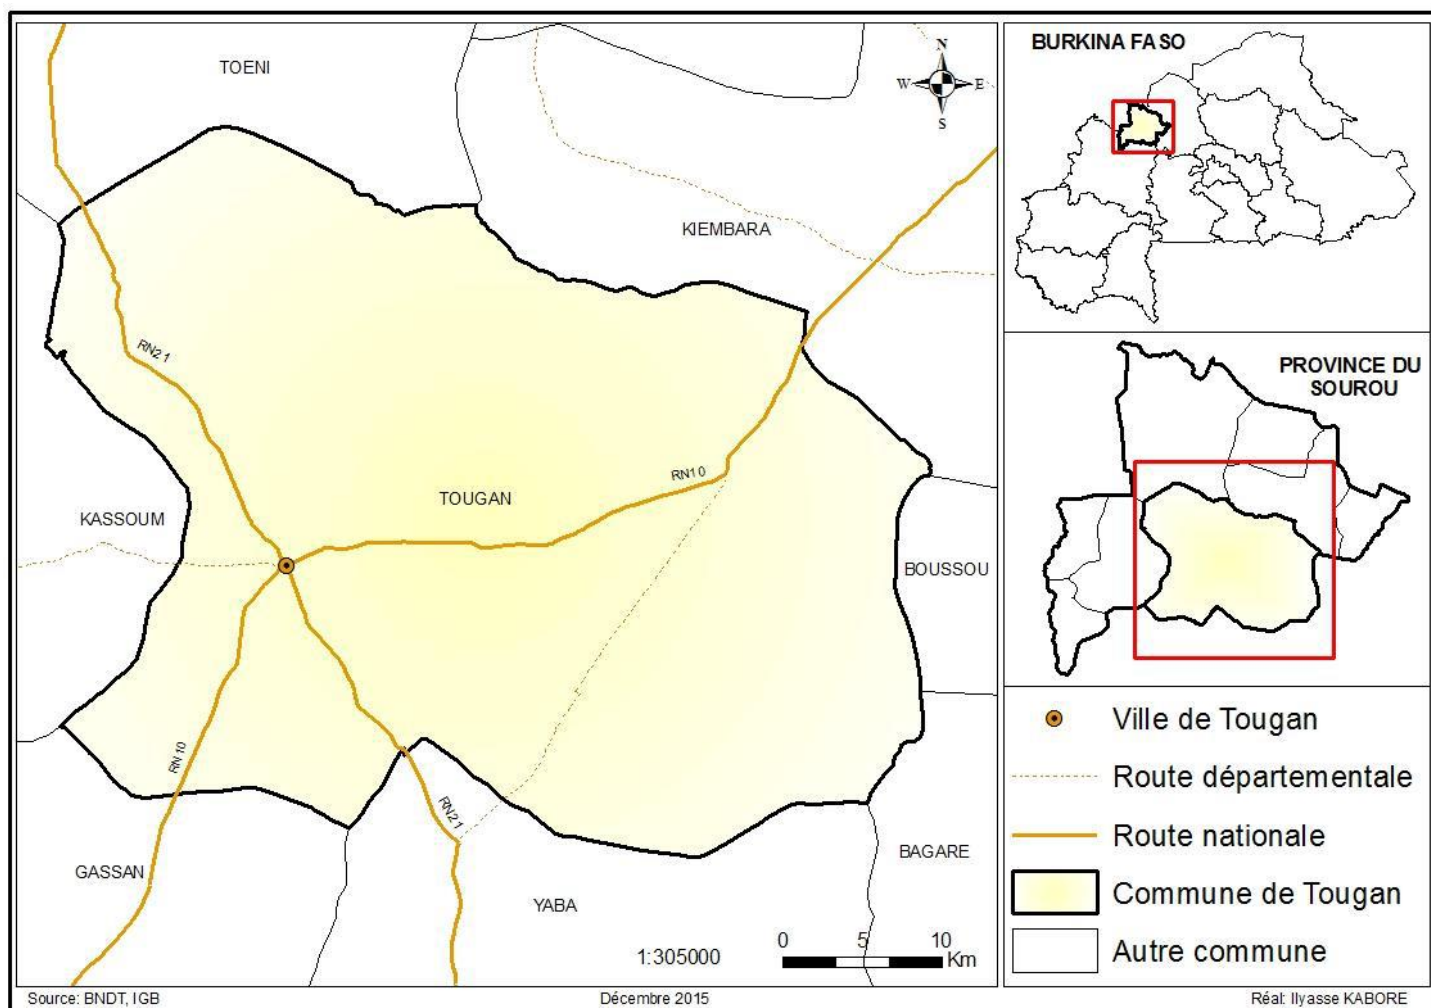 TOENI
N
W
E
S
KIEMBARA
RN21
RN10
TOUGAN
KASSOUM
BOUSSOU
RN10
RN21
GASSAN
YABA
BAGARE
1:305000
0 5 10
Km
BURKINA FASO
PROVINCE DU
SOUROU
Ville de Tougan
Route départementale
Route nationale
Commune de Tougan
Autre commune
Source: BNDT, IGB
Décembre 2015
Réal: Ilyasse KABORE